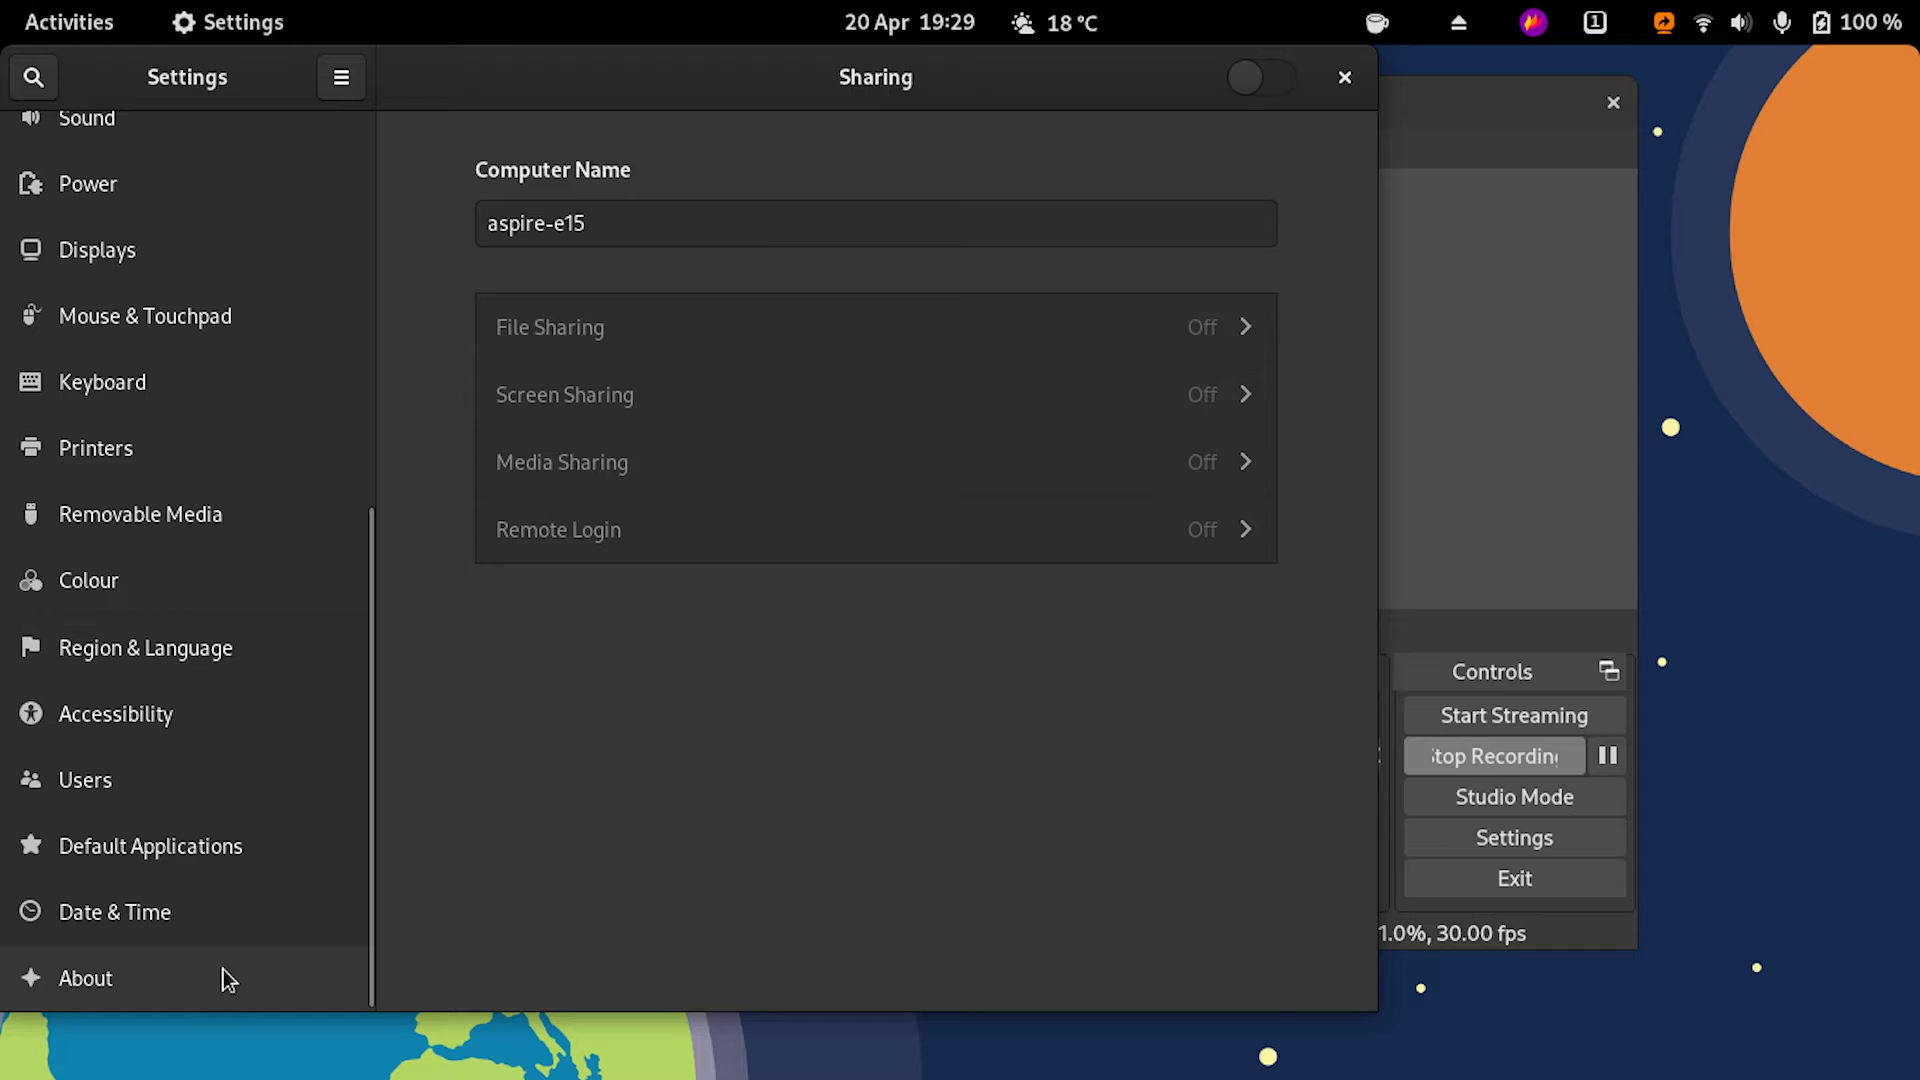 Activities Settings 20 Apr 19:29 18 °C 1 100 %
Settings
Sharing
Sound
Power
Displays
Mouse & Touchpad
Keyboard
Printers
Removable Media
Colour
Region & Language
Accessibility
Users
Default Applications
Date & Time
About
Computer Name
aspire-e15
File Sharing Off
Screen Sharing Off
Media Sharing Off
Remote Login Off
Controls
Start Streaming
top Recording
Studio Mode
Settings
Exit
1.0%, 30.00 fps